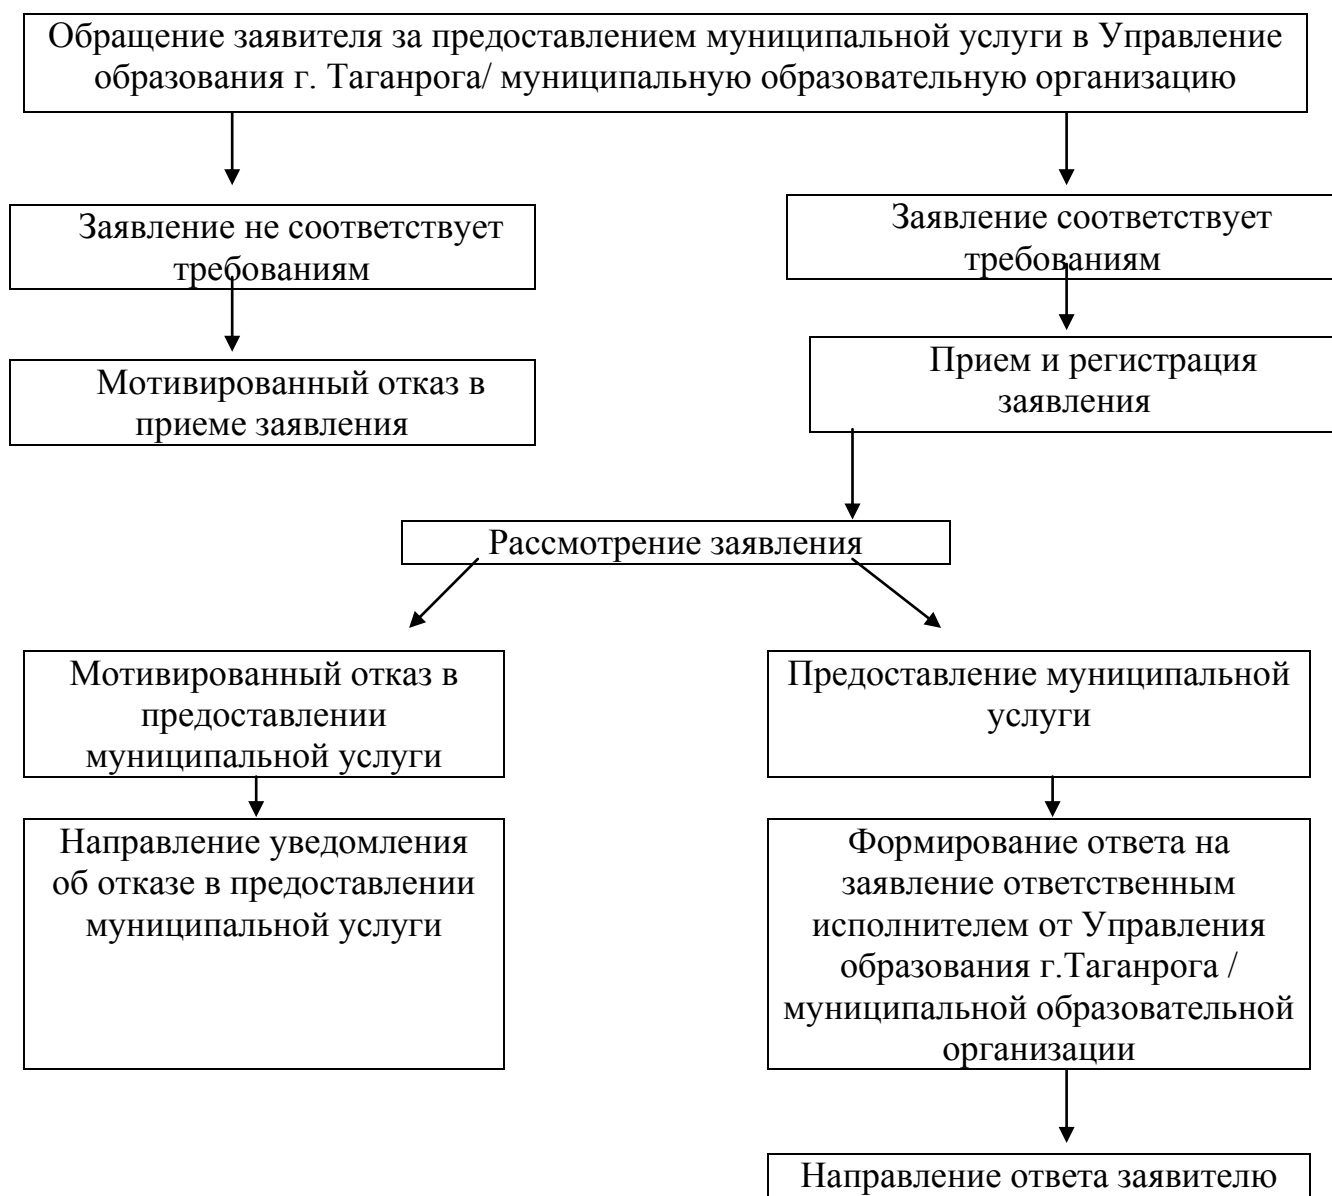 Обращение заявителя за предоставлением муниципальной услуги в Управление
образования г. Таганрога/ муниципальную образовательную организацию
Заявление не соответствует
требованиям
Заявление соответствует
требованиям
Мотивированный отказ в
приеме заявления
Прием и регистрация
заявления
Рассмотрение заявления
Мотивированный отказ в
предоставлении
муниципальной услуги
Предоставление муниципальной
услуги
Направление уведомления
об отказе в предоставлении
муниципальной услуги
Формирование ответа на
заявление ответственным
исполнителем от Управления
образования г.Таганрога /
муниципальной образовательной
организации
Направление ответа заявителю